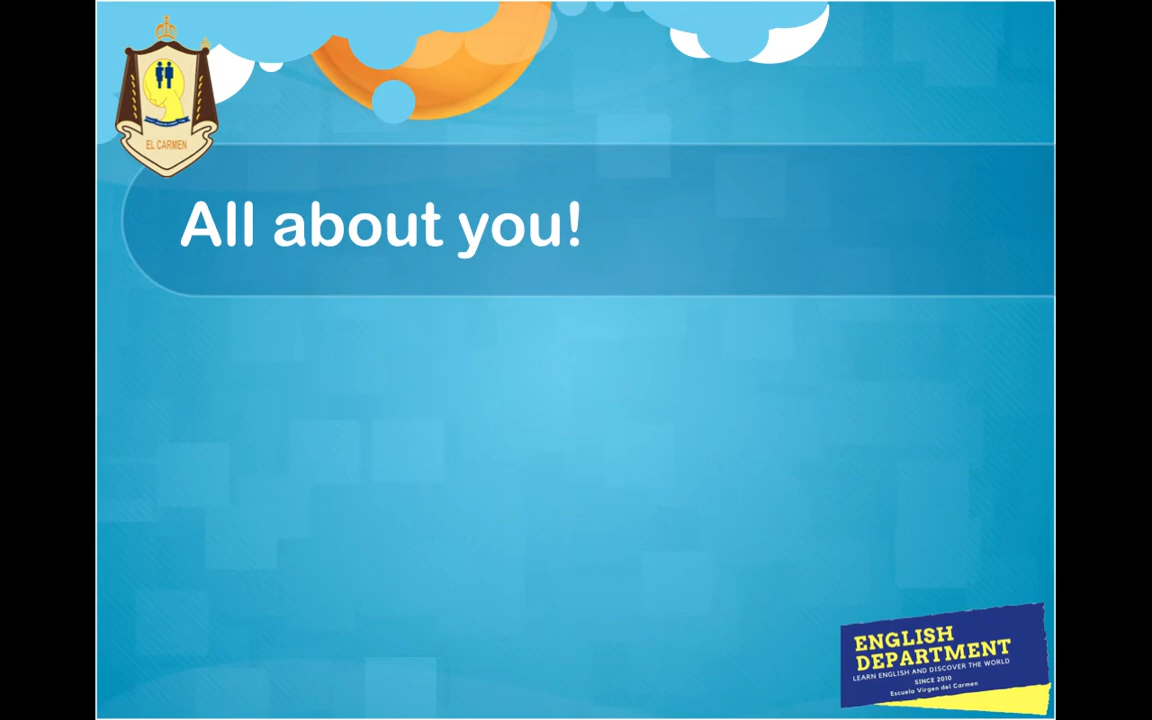 EL CARMEN
All about you!
ENGLISH
DEPARTMENT
LEARN ENGLISH AND DISCOVER THE WORLD
SINCE 2010
Escuela Virgen del Carmen